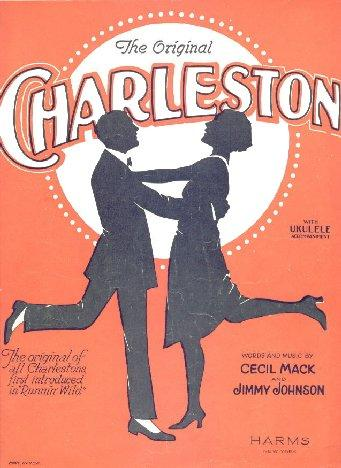 The Original
CHARLESTON
WITH
UKULELE
ACCOMPANIMENT
The original of
all Charlestons
first introduced
in "Runnin' Wild"
WORDS AND MUSIC BY
CECIL MACK
AND
JIMMY JOHNSON
HARMS
NEW YORK